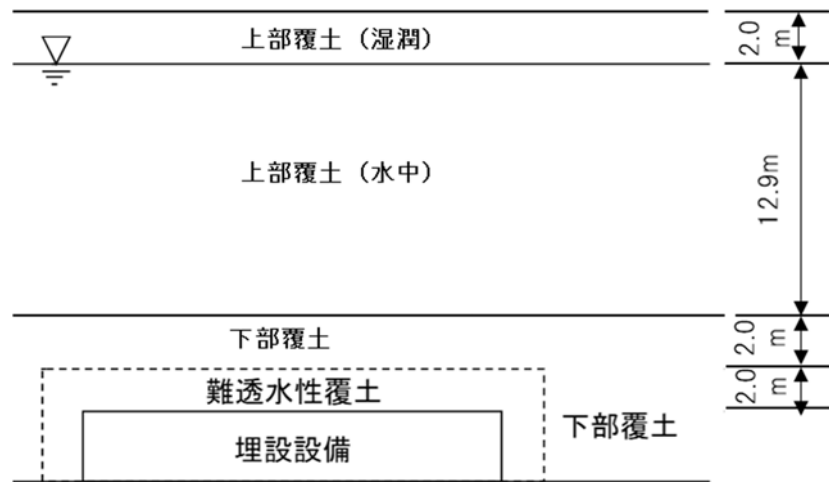 上部覆土（湿潤）
2.0
m
上部覆土（水中）
12.9m
下部覆土
2.0
m
難透水性覆土
2.0
m
下部覆土
埋設設備